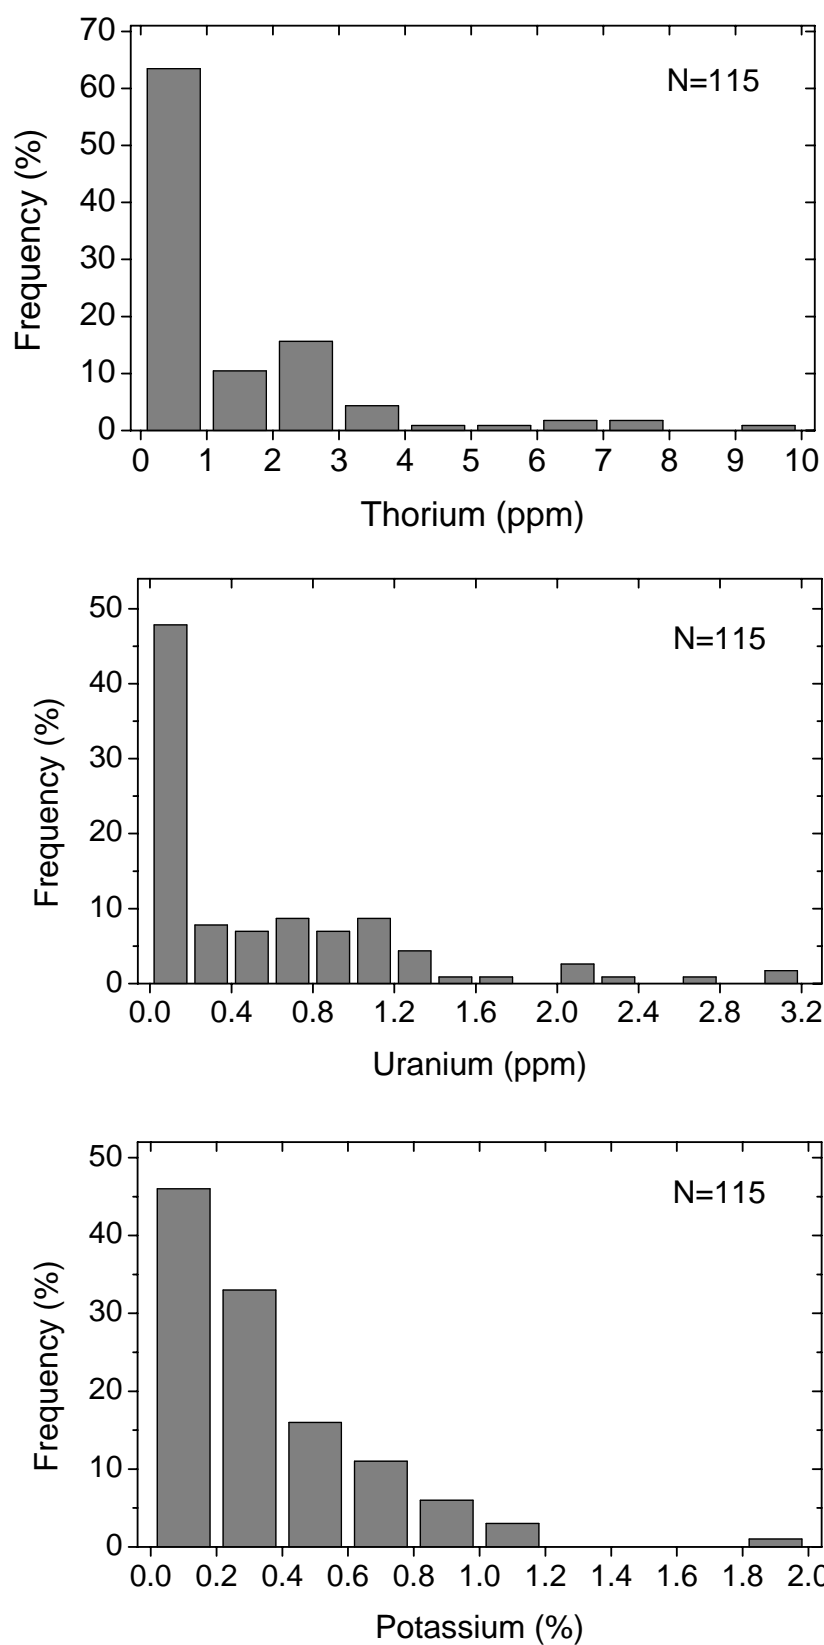 70
60
50
40
30
20
10
0
Frequency (%)
N=115
0 1 2 3 4 5 6 7 8 9 10
Thorium (ppm)
50
40
30
20
10
0
Frequency (%)
N=115
0.0 0.4 0.8 1.2 1.6 2.0 2.4 2.8 3.2
Uranium (ppm)
50
40
30
20
10
0
Frequency (%)
N=115
0.0 0.2 0.4 0.6 0.8 1.0 1.2 1.4 1.6 1.8 2.0
Potassium (%)